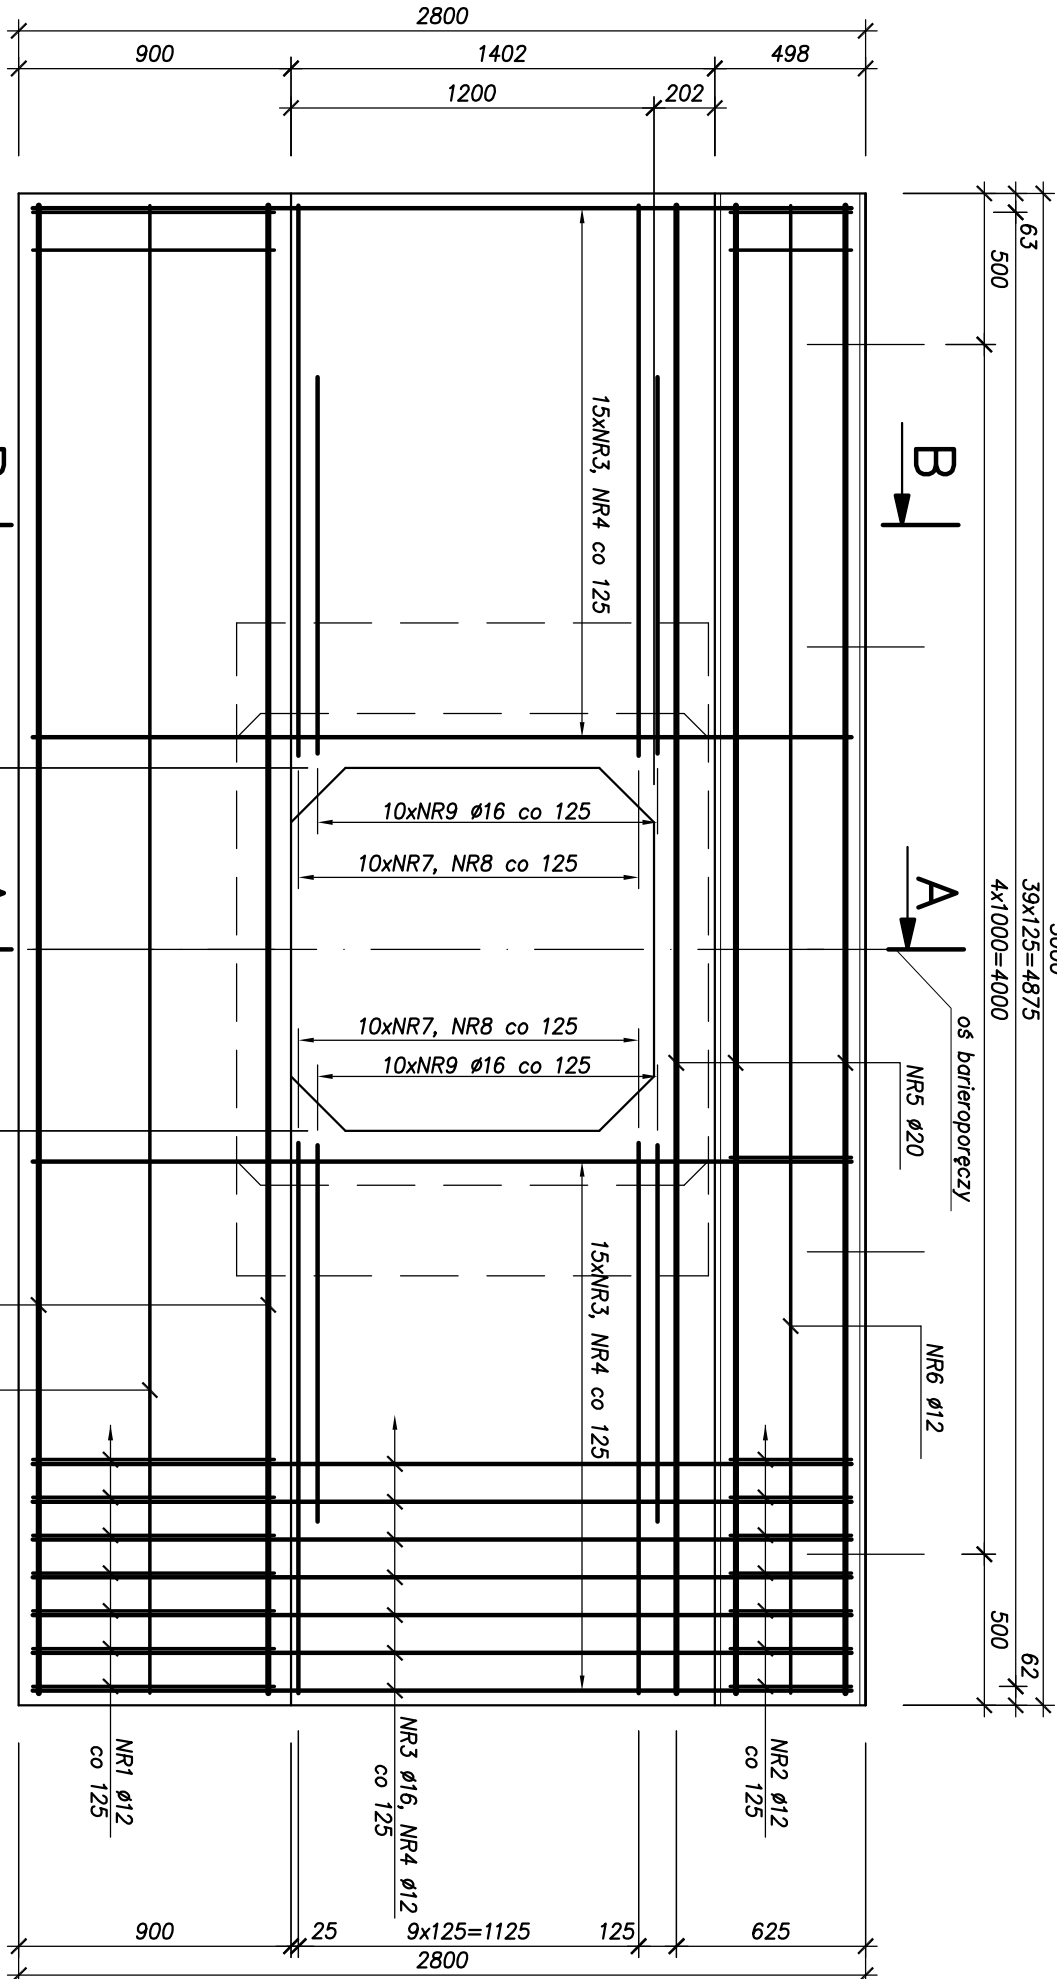 2800
900
1402
498
1200
202
63
500
15xNR3, NR4 co 125
B
10xNR9 ø16 co 125
10xNR7, NR8 co 125
A
39x125=4875
4x1000=4000
oś barieroporęczy
10xNR7, NR8 co 125
10xNR9 ø16 co 125
NR5 ø20
15xNR3, NR4 co 125
NR6 ø12
500
62
NR1 ø12
co 125
NR3 ø16, NR4 ø12
co 125
NR2 ø12
co 125
900
25
9x125=1125
125
625
2800